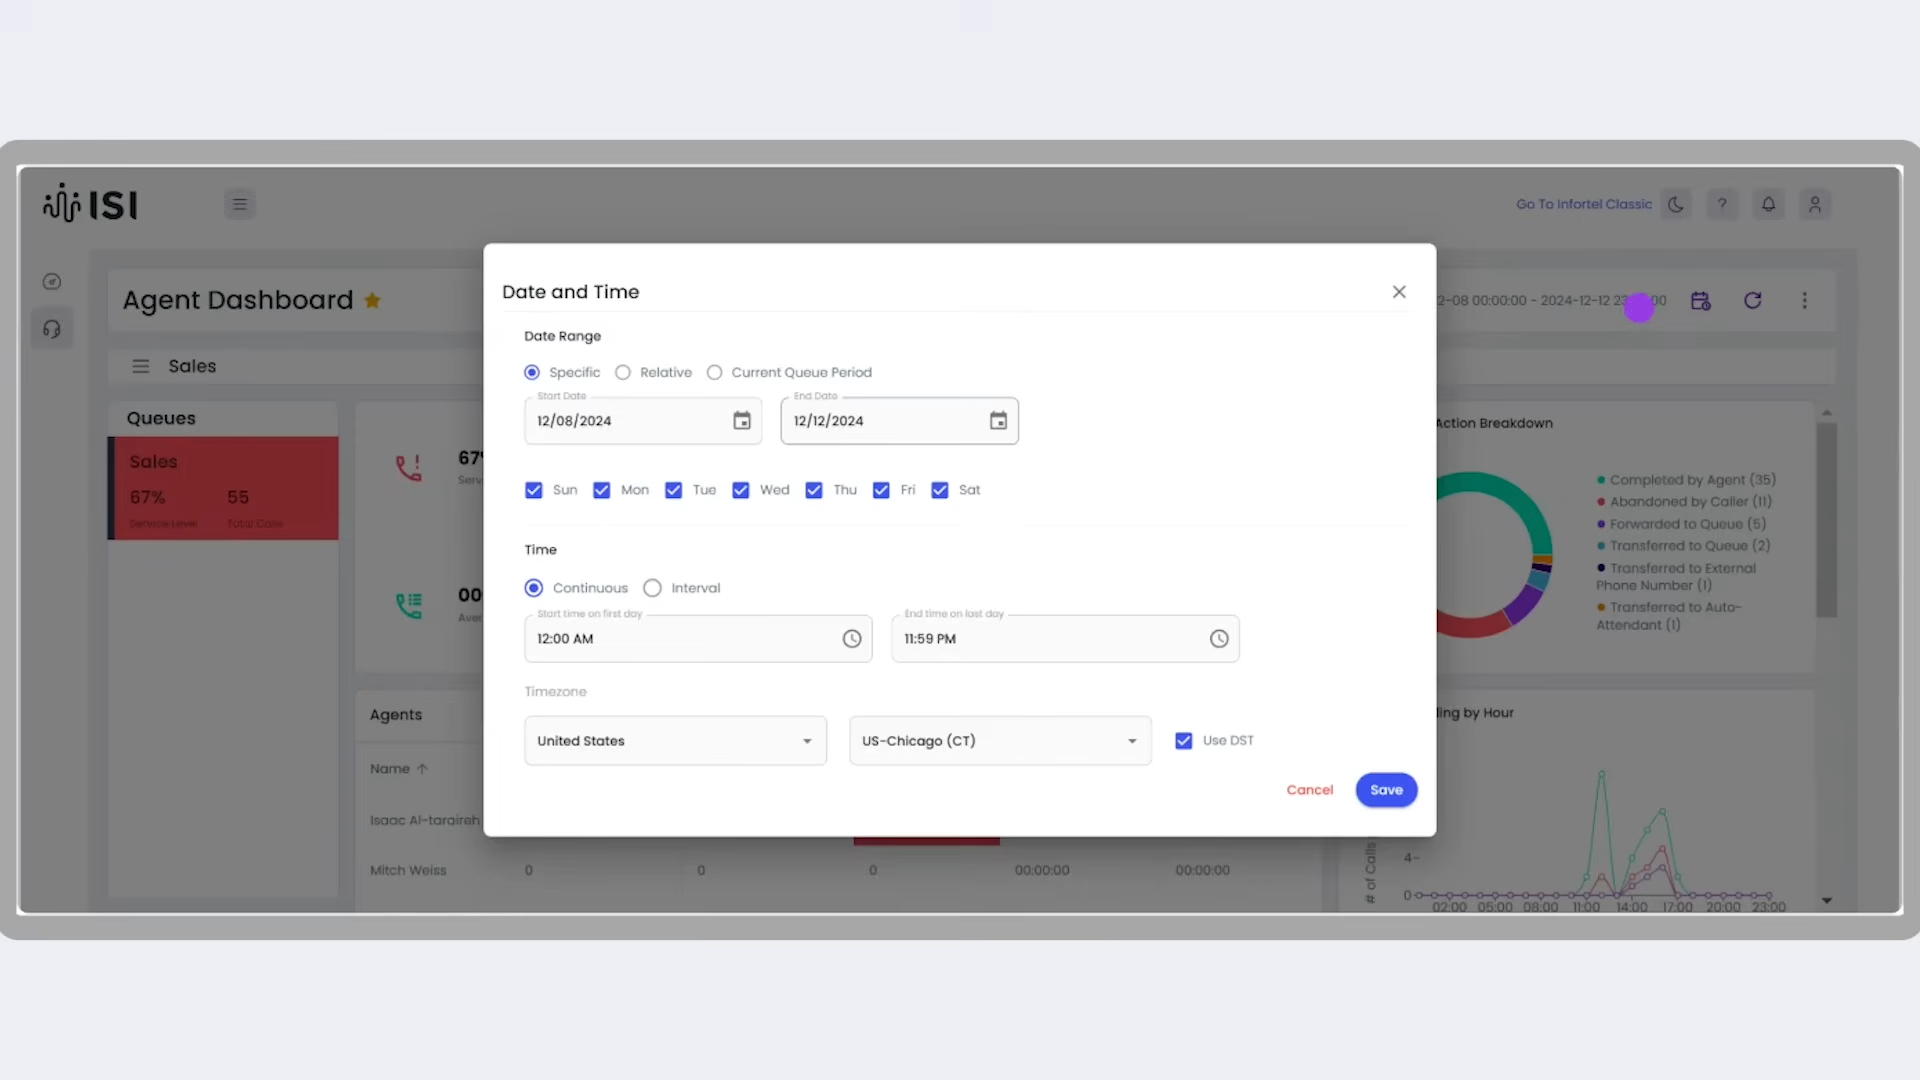 ISI
Go To Infortel Classic
?
Agent Dashboard
2-08 00:00:00 - 2024-12-12 23
00
Sales
Queues
Sales
67%
55
Service Level
Total Calls
67%
Serv
00
Aver
Agents
Name
Isaac Al-taraireh
Mitch Weiss
0
0
0
00:00:00
00:00:00
Date and Time
Date Range
Specific
Relative
Current Queue Period
Start Date
12/08/2024
End Date
12/12/2024
Sun
Mon
Tue
Wed
Thu
Fri
Sat
Time
Continuous
Interval
Start time on first day
12:00 AM
End time on last day
11:59 PM
Timezone
United States
US-Chicago (CT)
Use DST
Cancel
Save
Action Breakdown
Completed by Agent (35)
Abandoned by Caller (11)
Forwarded to Queue (5)
Transferred to Queue (2)
Transferred to External
Phone Number (1)
Transferred to Auto-
Attendant (1)
ling by Hour
# of Calls
4
0
02:00 05:00 08:00 11:00 14:00 17:00 20:00 23:00